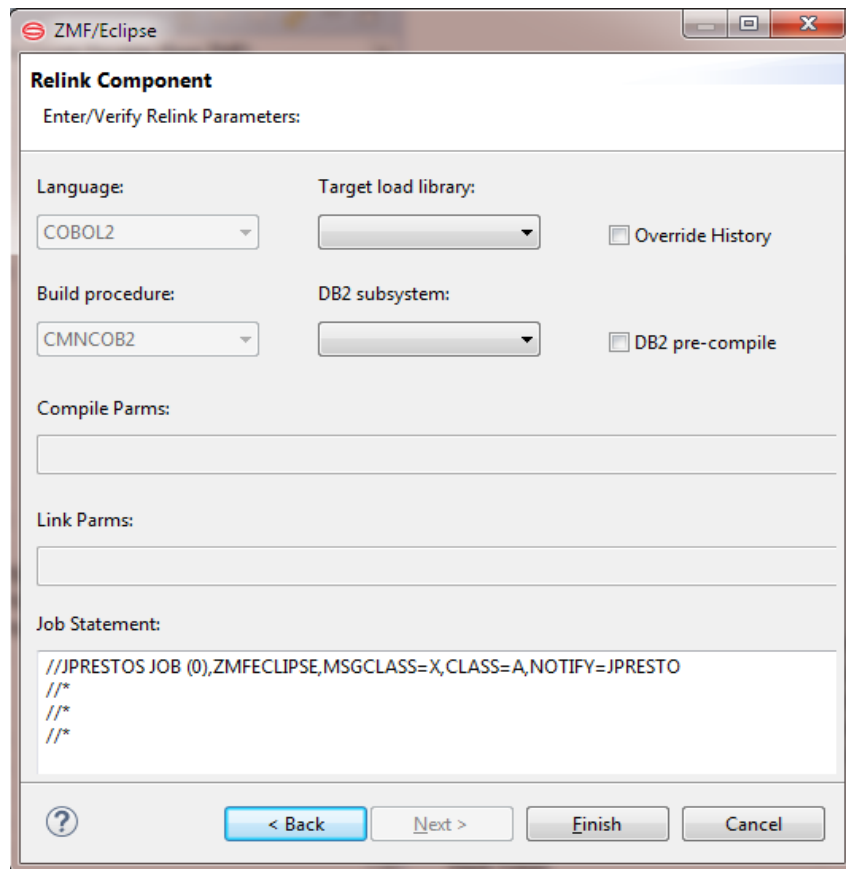 ZMF/Eclipse
Relink Component
Enter/Verify Relink Parameters:
Language: Target load library:
COBOL2 Override History
Build procedure: DB2 subsystem:
CMNCOB2 DB2 pre-compile
Compile Parms:
Link Parms:
Job Statement:
//JPRESTOS JOB (0),ZMFECLIPSE,MSGCLASS=X,CLASS=A,NOTIFY=JPRESTO
//*
//*
//*
? < Back Next > Finish Cancel